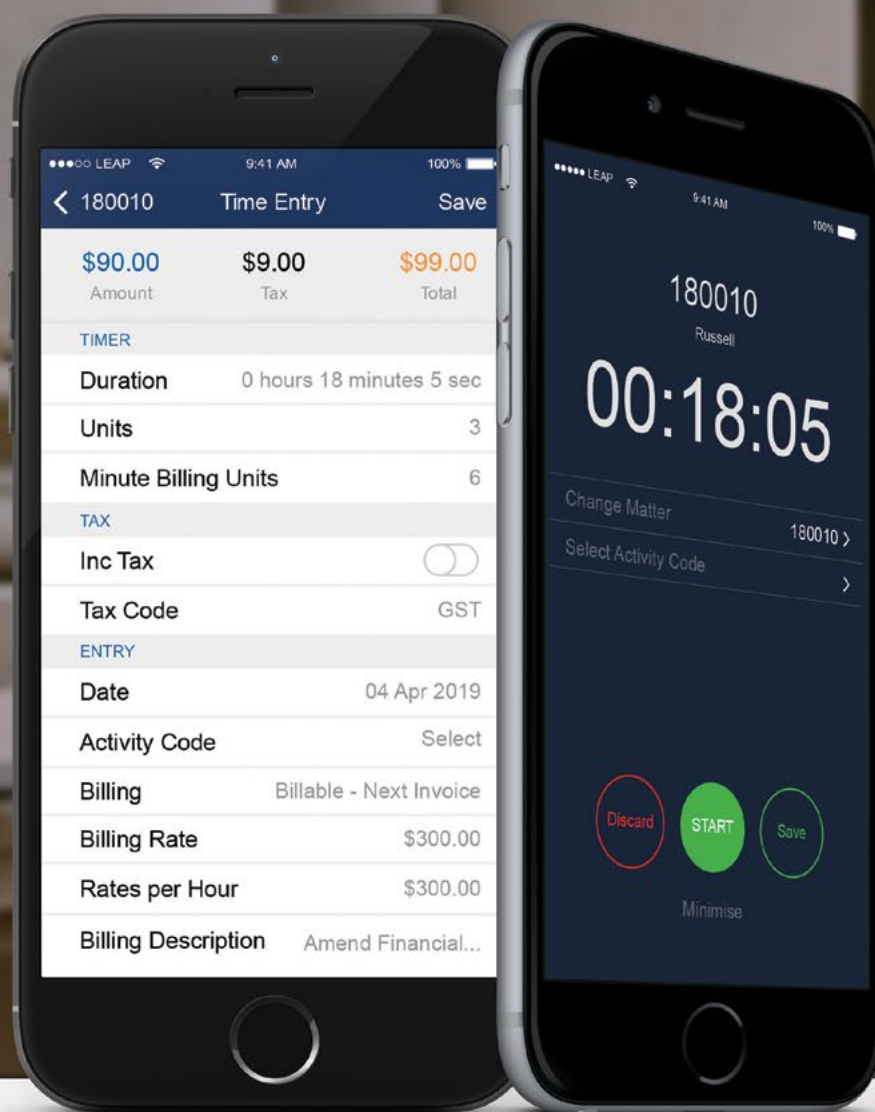 LEAP 9:41 AM 100%
180010 Time Entry Save
$90.00 $9.00 $99.00
Amount Tax Total
TIMER
Duration 0 hours 18 minutes 5 sec
Units 3
Minute Billing Units 6
TAX
Inc Tax
Tax Code GST
ENTRY
Date 04 Apr 2019
Activity Code Select
Billing Billable - Next Invoice
Billing Rate $300.00
Rates per Hour $300.00
Billing Description Amend Financial...
LEAP 9:41 AM 100%
180010
Russell
00:18:05
Change Matter 180010
Select Activity Code
Discard START Save
Minimise